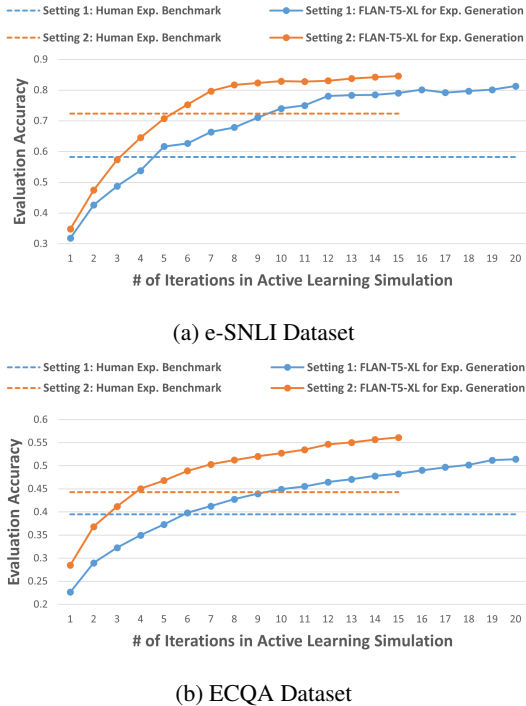 Setting 1: Human Exp. Benchmark Setting 1: FLAN-T5-XL for Exp. Generation
Setting 2: Human Exp. Benchmark Setting 2: FLAN-T5-XL for Exp. Generation
Evaluation Accuracy
0.9
0.8
0.7
0.6
0.5
0.4
0.3
1 2 3 4 5 6 7 8 9 10 11 12 13 14 15 16 17 18 19 20
# of Iterations in Active Learning Simulation
(a) e-SNLI Dataset
Setting 1: Human Exp. Benchmark Setting 1: FLAN-T5-XL for Exp. Generation
Setting 2: Human Exp. Benchmark Setting 2: FLAN-T5-XL for Exp. Generation
Evaluation Accuracy
0.6
0.55
0.5
0.45
0.4
0.35
0.3
0.25
0.2
1 2 3 4 5 6 7 8 9 10 11 12 13 14 15 16 17 18 19 20
# of Iterations in Active Learning Simulation
(b) ECQA Dataset